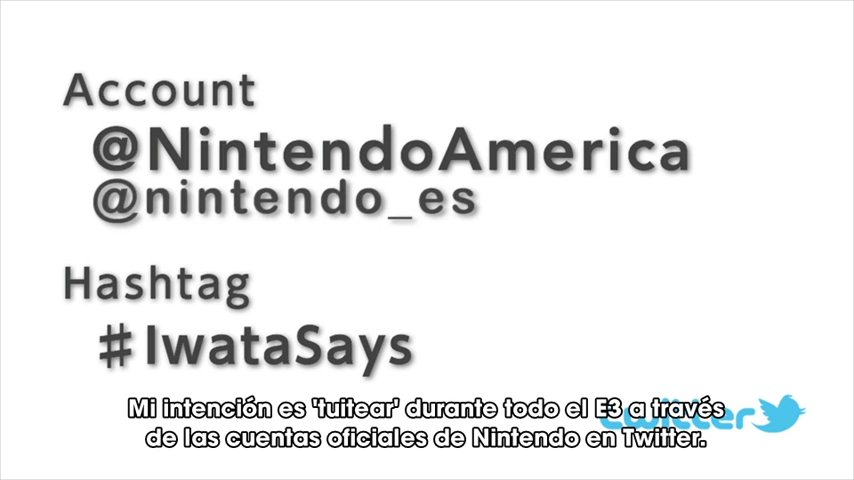 Account
@NintendoAmerica
@nintendo_es
Hashtag
#IwataSays
Mi intención es 'tuitear' durante todo el E3 a través
de las cuentas oficiales de Nintendo en Twitter.
twitter